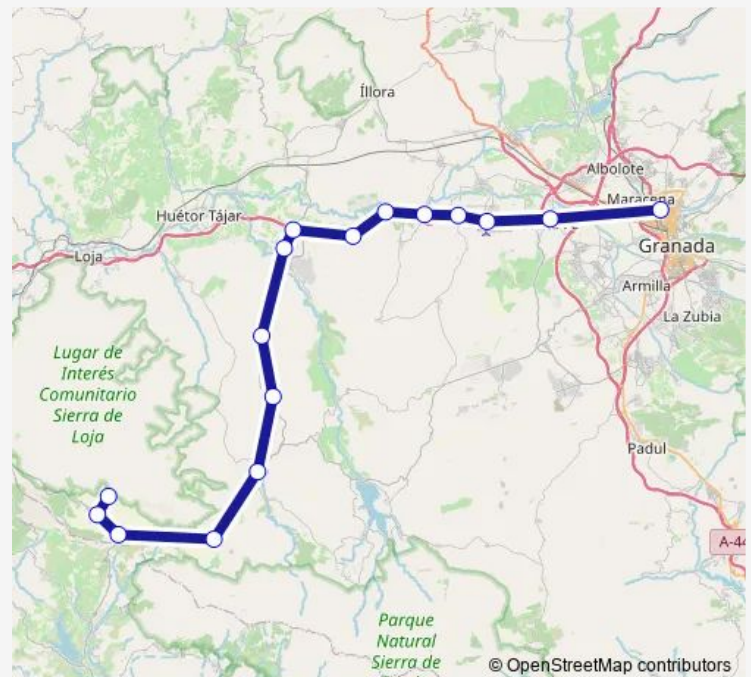 Íllora
Albolote
Maracena
Huétor Tájar
Granada
Loja
Armilla
La Zubia
Lugar de
Interés
Comunitario
Sierra de
Loja
Padul
Parque
Natural
Sierra de
© OpenStreetMap contributors